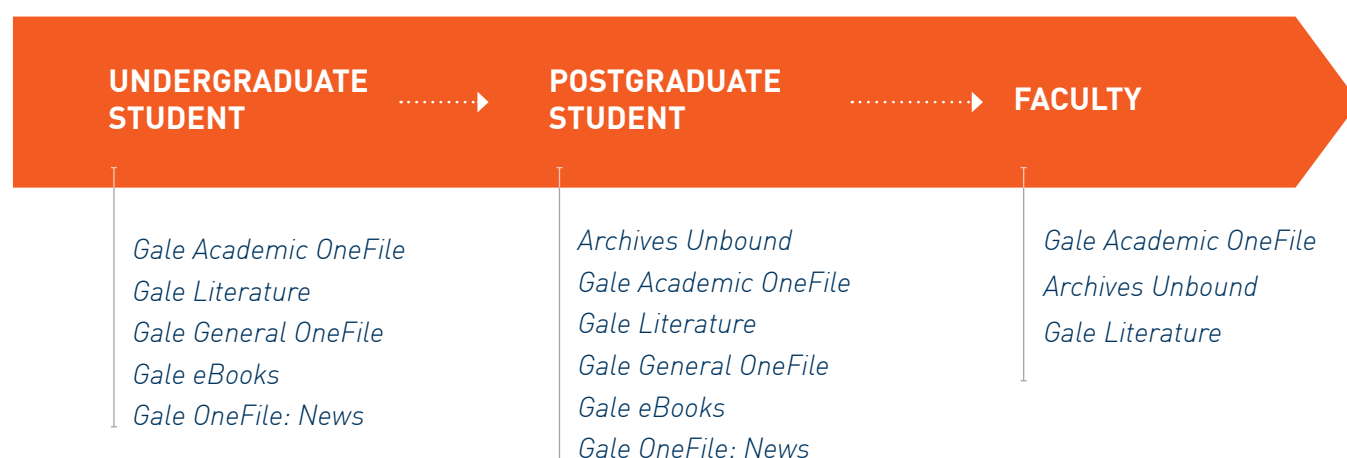 UNDERGRADUATE
STUDENT
POSTGRADUATE
STUDENT
FACULTY
Gale Academic OneFile
Gale Literature
Gale General OneFile
Gale eBooks
Gale OneFile: News
Archives Unbound
Gale Academic OneFile
Gale Literature
Gale General OneFile
Gale eBooks
Gale OneFile: News
Gale Academic OneFile
Archives Unbound
Gale Literature